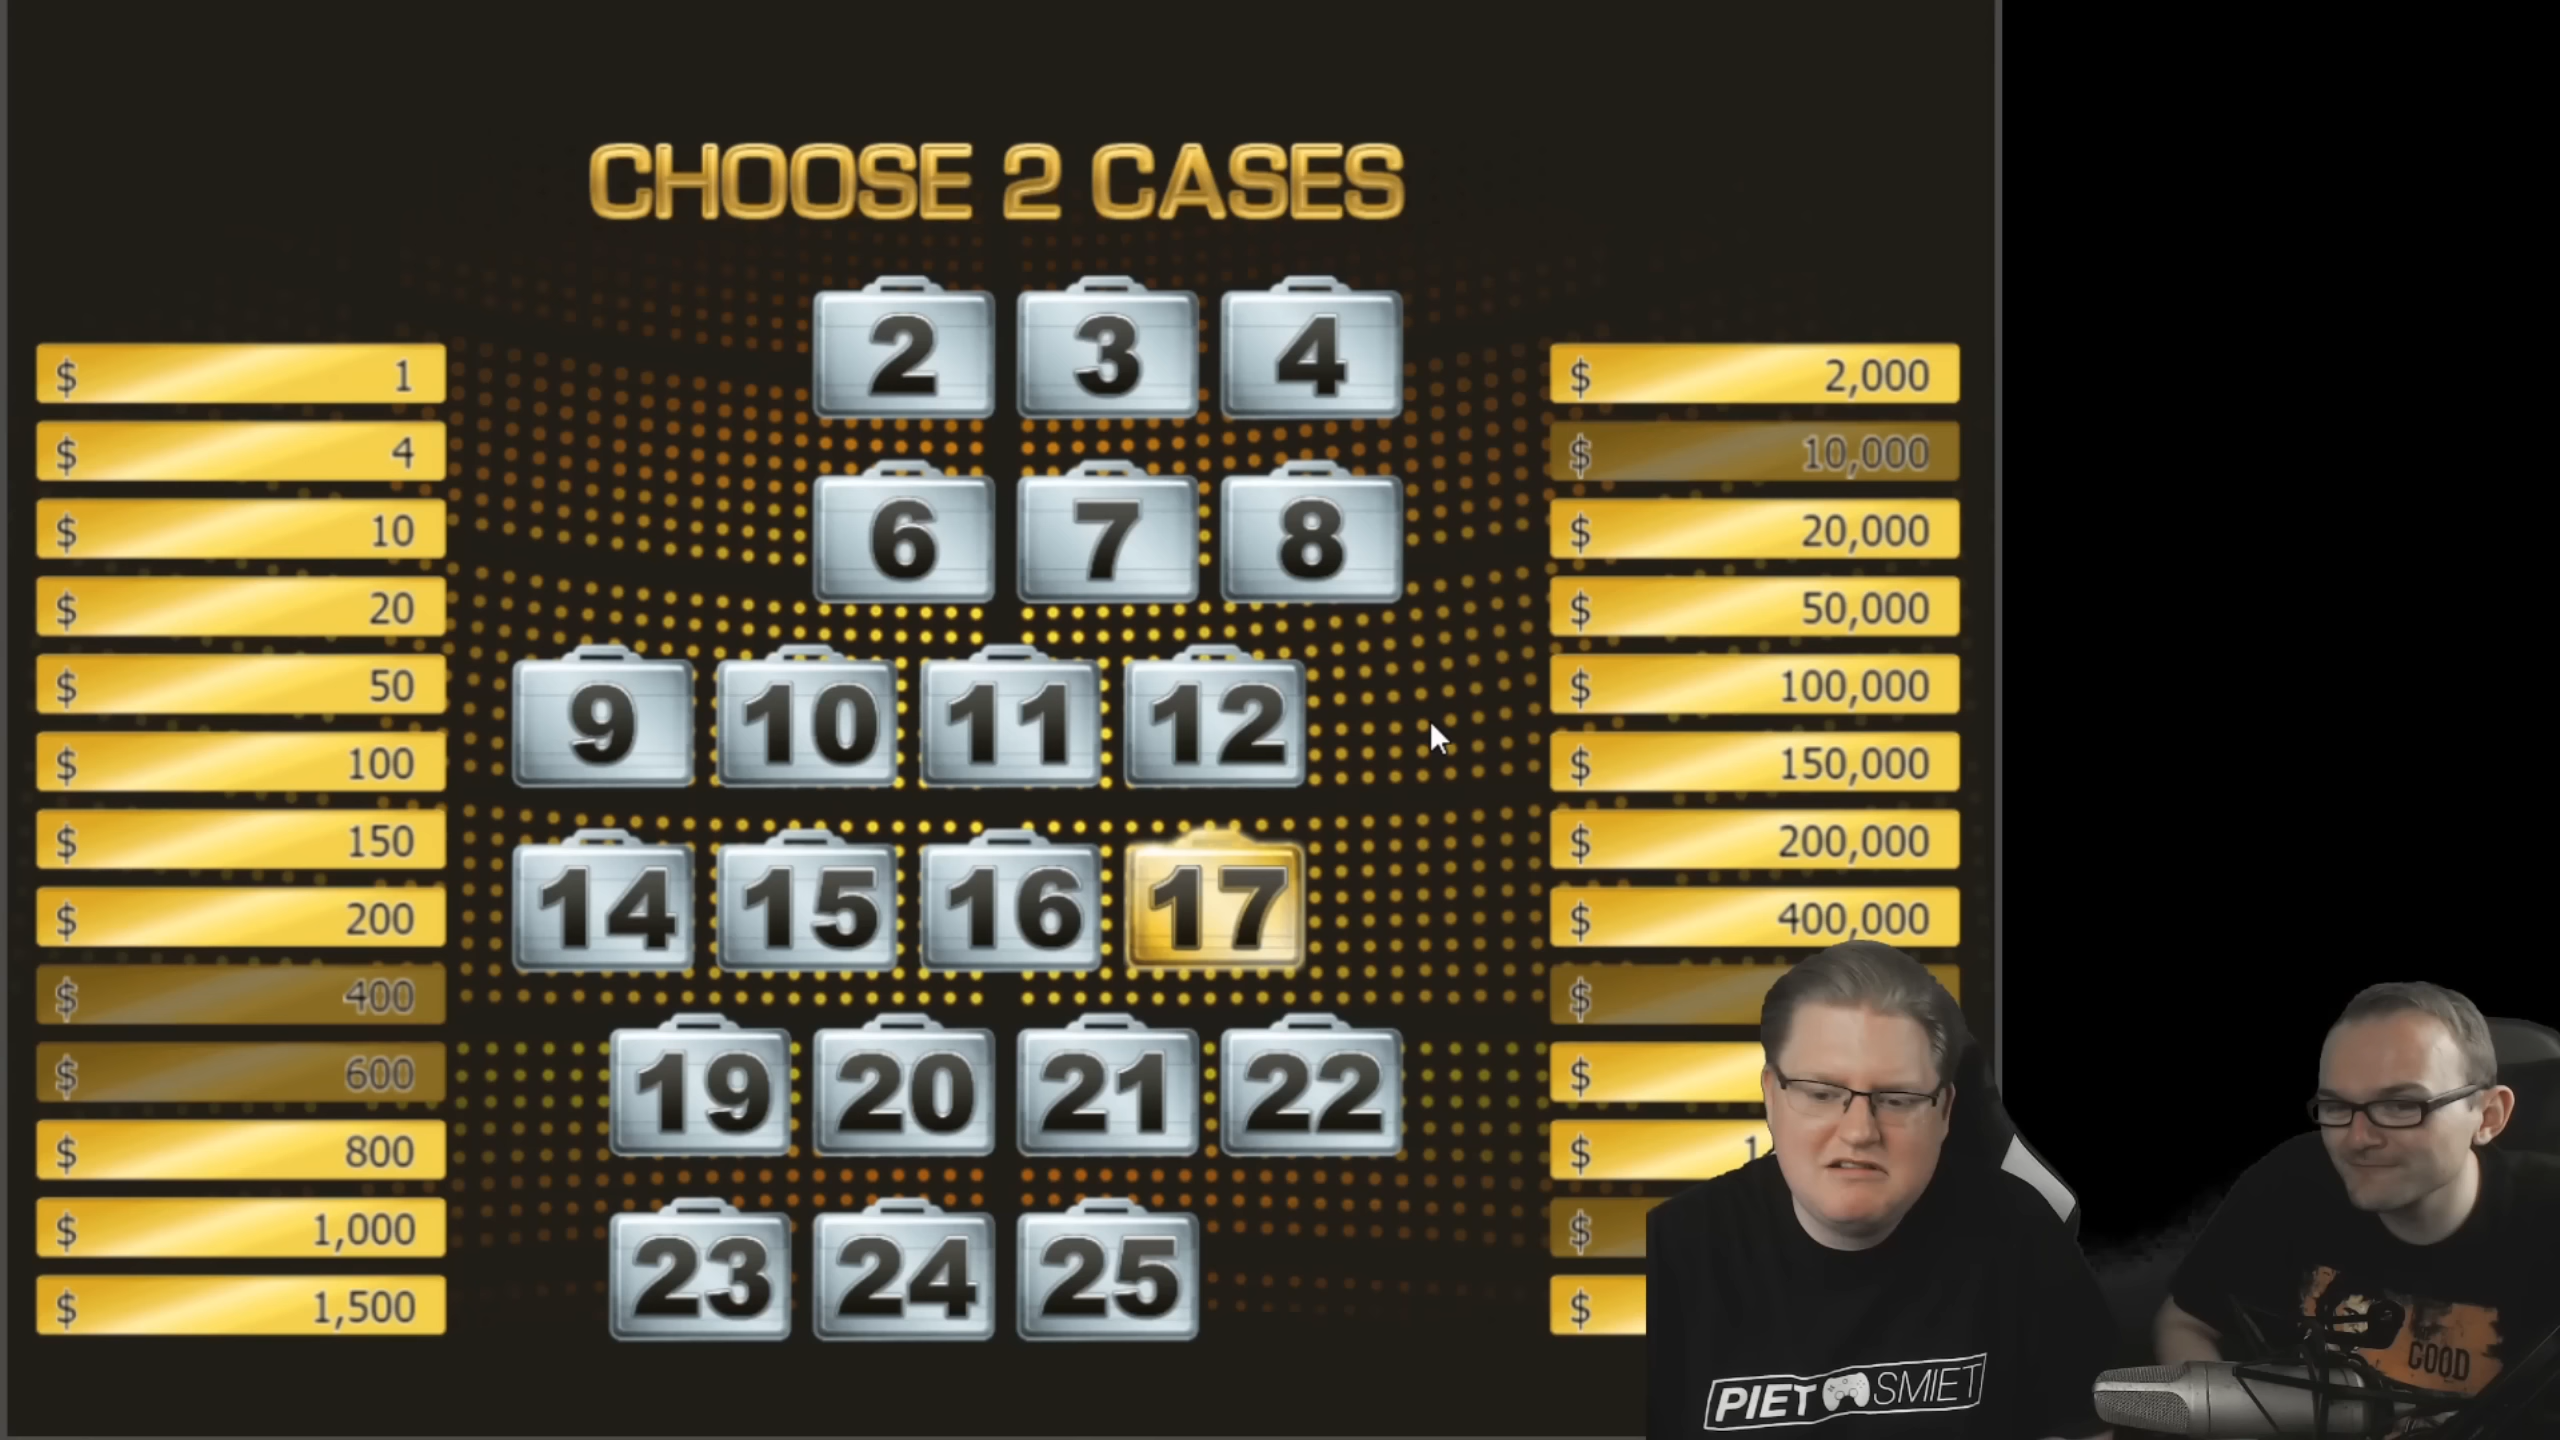 CHOOSE 2 CASES
$ 1
$ 4
$ 10
$ 20
$ 50
$ 100
$ 150
$ 200
$ 400
$ 600
$ 800
$ 1,000
$ 1,500
2 3 4
6 7 8
9 10 11 12
14 15 16 17
19 20 21 22
23 24 25
$ 2,000
$ 10,000
$ 20,000
$ 50,000
$ 100,000
$ 150,000
$ 200,000
$ 400,000
$
$
$ 1
$
$
PIET SMIET
GOOD